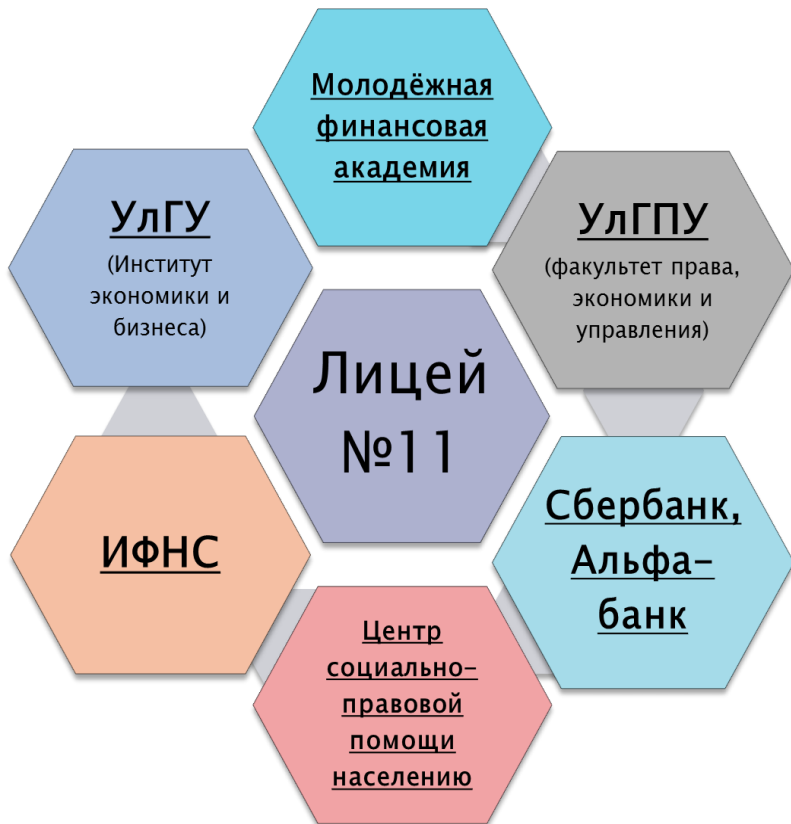 Молодёжная
финансовая
академия
УлГУ
(Институт
экономики и
бизнеса)
УлГПУ
(факультет права,
экономики и
управления)
Лицей
№11
ИФНС
Сбербанк,
Альфа-
банк
Центр
социально-
правовой
помощи
населению